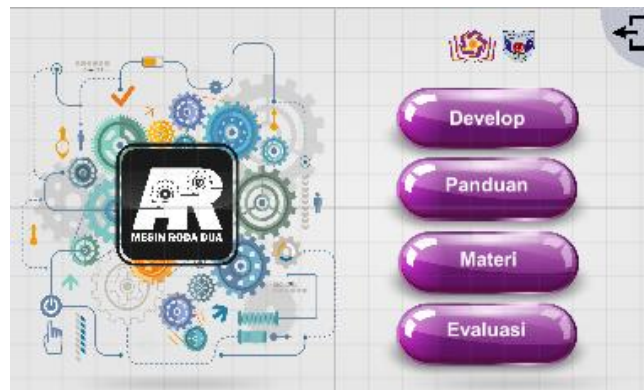 AR
MESIN RODA DUA
Develop
Panduan
Materi
Evaluasi